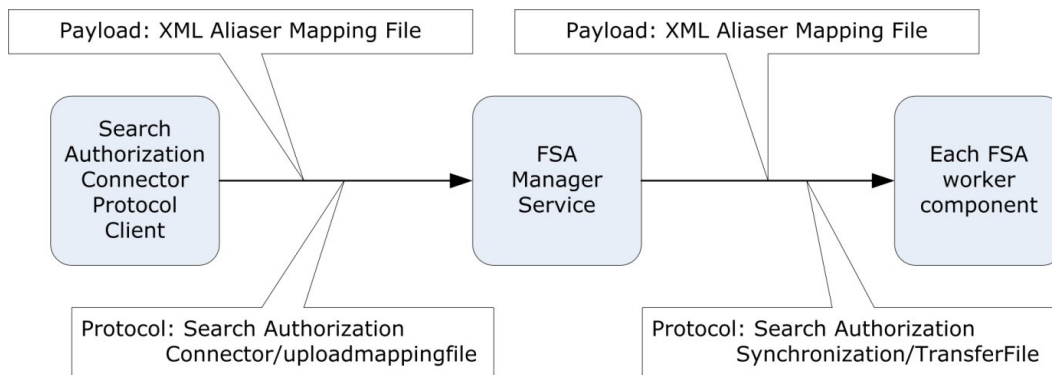 Payload: XML Aliaser Mapping File
Payload: XML Aliaser Mapping File
Search
Authorization
Connector
Protocol
Client
FSA
Manager
Service
Each FSA
worker
component
Protocol: Search Authorization
Connector/uploadmappingfile
Protocol: Search Authorization
Synchronization/TransferFile